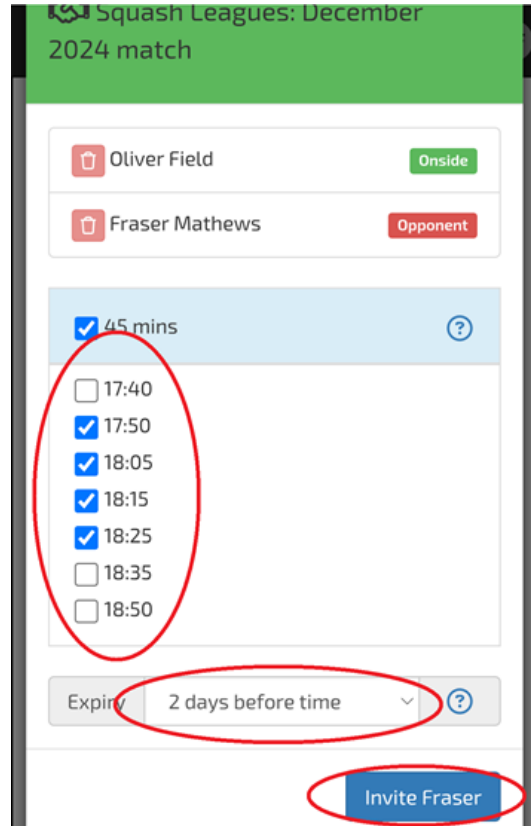 Squash Leagues: December
2024 match
Oliver Field Onside
Fraser Mathews Opponent
45 mins ?
17:40
17:50
18:05
18:15
18:25
18:35
18:50
Expiry 2 days before time ?
Invite Fraser